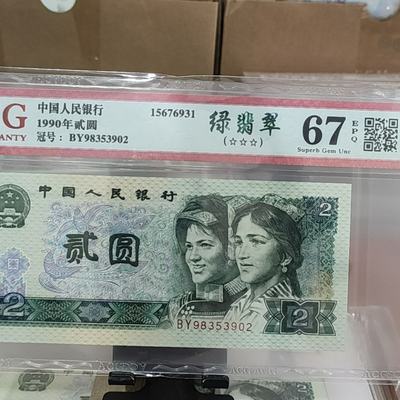 G
ANTY
中国人民银行
1990年贰圆
冠号: BY98353902
15676931
绿翡翠
(☆☆☆)
67
EPQ
Superb Gem Unc
中国人民银行
贰圆
2
2
2
BY98353902